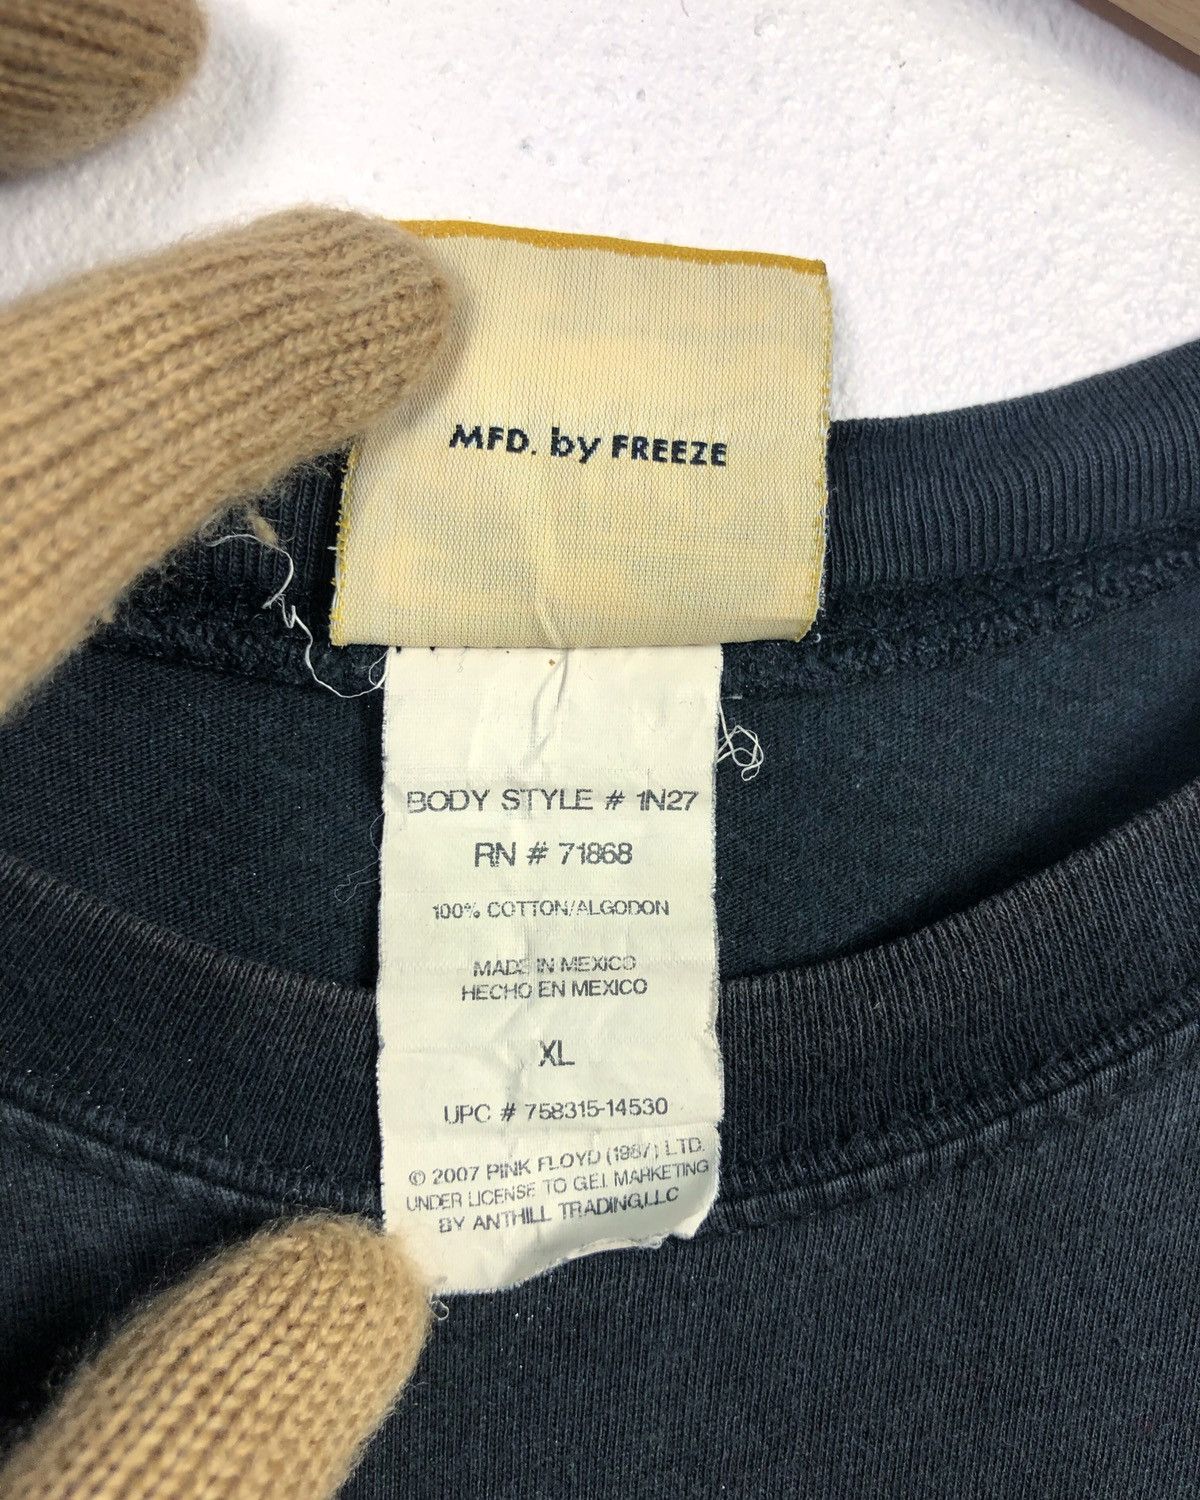 MFD. by FREEZE
BODY STYLE # 1N27
RN # 71868
100% COTTON/ALGODON
MADE IN MEXICO
HECHO EN MEXICO
XL
UPC # 758315-14530
© 2007 PINK FLOYD (1987) LTD.
UNDER LICENSE TO G.E.I. MARKETING
BY ANTHILL TRADING,LLC